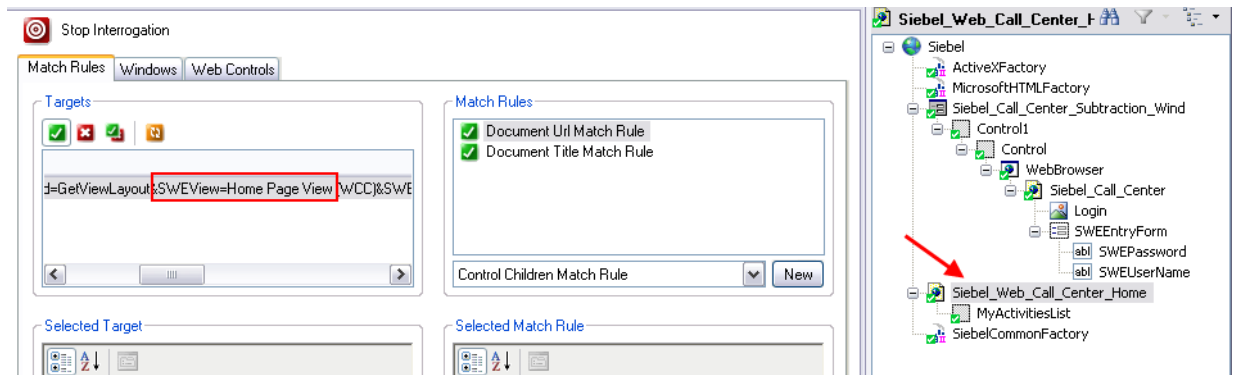 Stop Interrogation
Match Rules
Windows
Web Controls
Targets
d=GetViewLayout&SWEView=Home Page View (WCC)&SWE
Match Rules
Document Url Match Rule
Document Title Match Rule
Control Children Match Rule
New
Selected Target
Selected Match Rule
Siebel_Web_Call_Center_H
Siebel
ActiveXFactory
MicrosoftHTMLFactory
Siebel_Call_Center_Subtraction_Wind
Control1
Control
WebBrowser
Siebel_Call_Center
Login
SWEEntryForm
abl SWEPassword
abl SWEUserName
Siebel_Web_Call_Center_Home
MyActivitiesList
SiebelCommonFactory